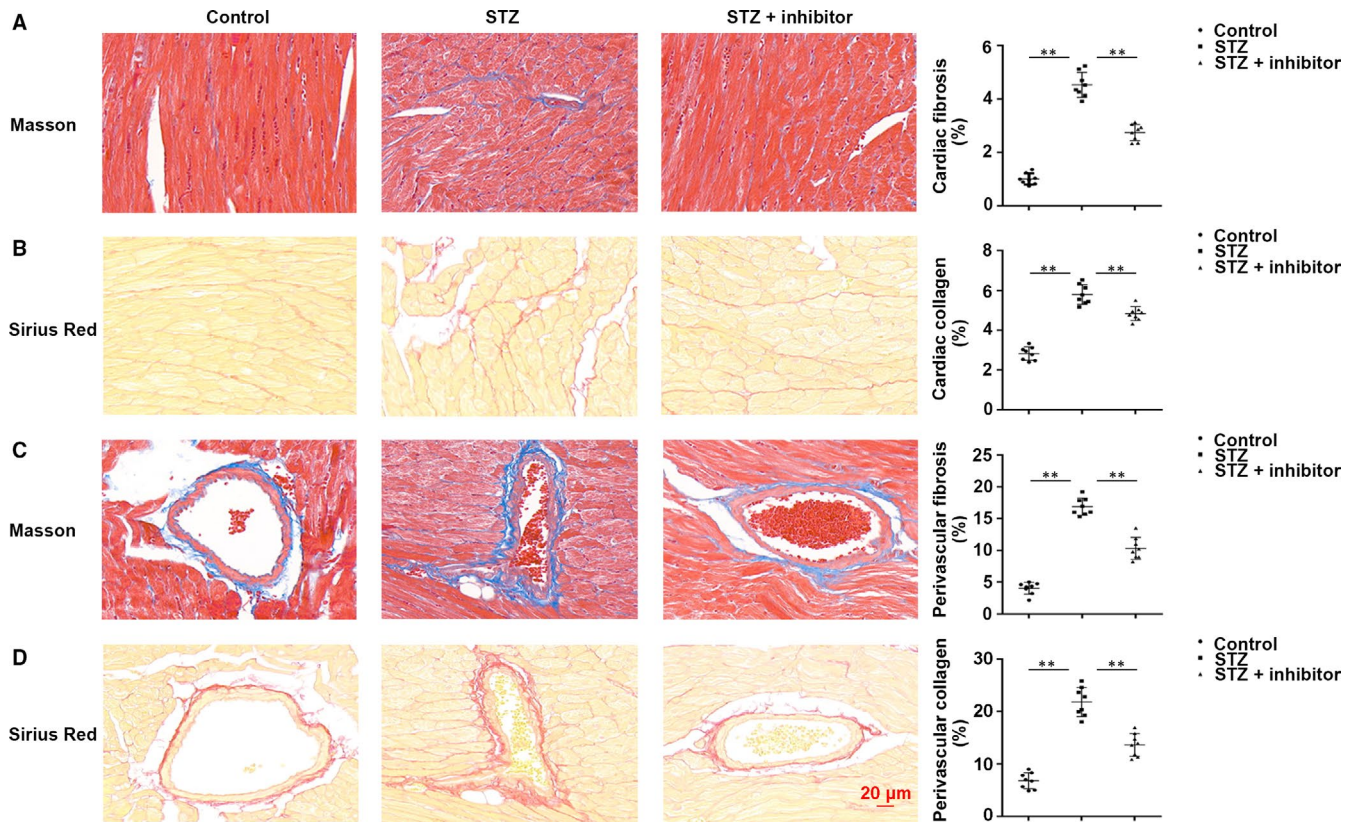 Control STZ STZ + inhibitor
A
Masson
Cardiac fibrosis
(%)
6
4
2
0
** **
Control
STZ
STZ + inhibitor
B
Sirius Red
Cardiac collagen
(%)
8
6
4
2
0
** **
Control
STZ
STZ + inhibitor
C
Masson
Perivascular fibrosis
(%)
25
20
15
10
5
0
** **
Control
STZ
STZ + inhibitor
D
Sirius Red
20 µm
Perivascular collagen
(%)
30
20
10
0
** **
Control
STZ
STZ + inhibitor